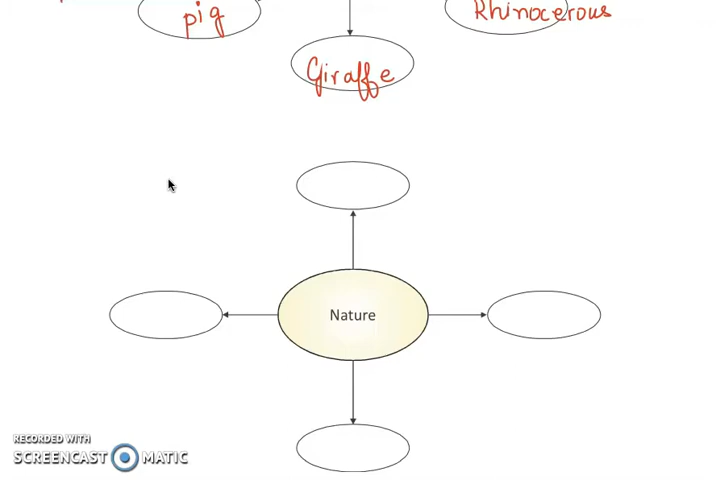 pig
Rhinocerous
Giraffe
Nature
RECORDED WITH
SCREENCAST MATIC